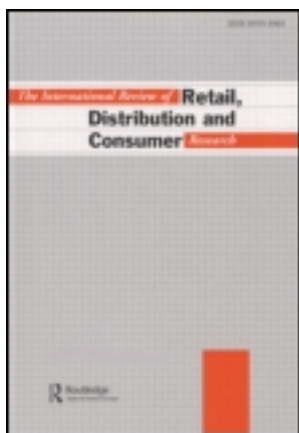 The International Review of Retail,
Distribution and
Consumer Research
Routledge